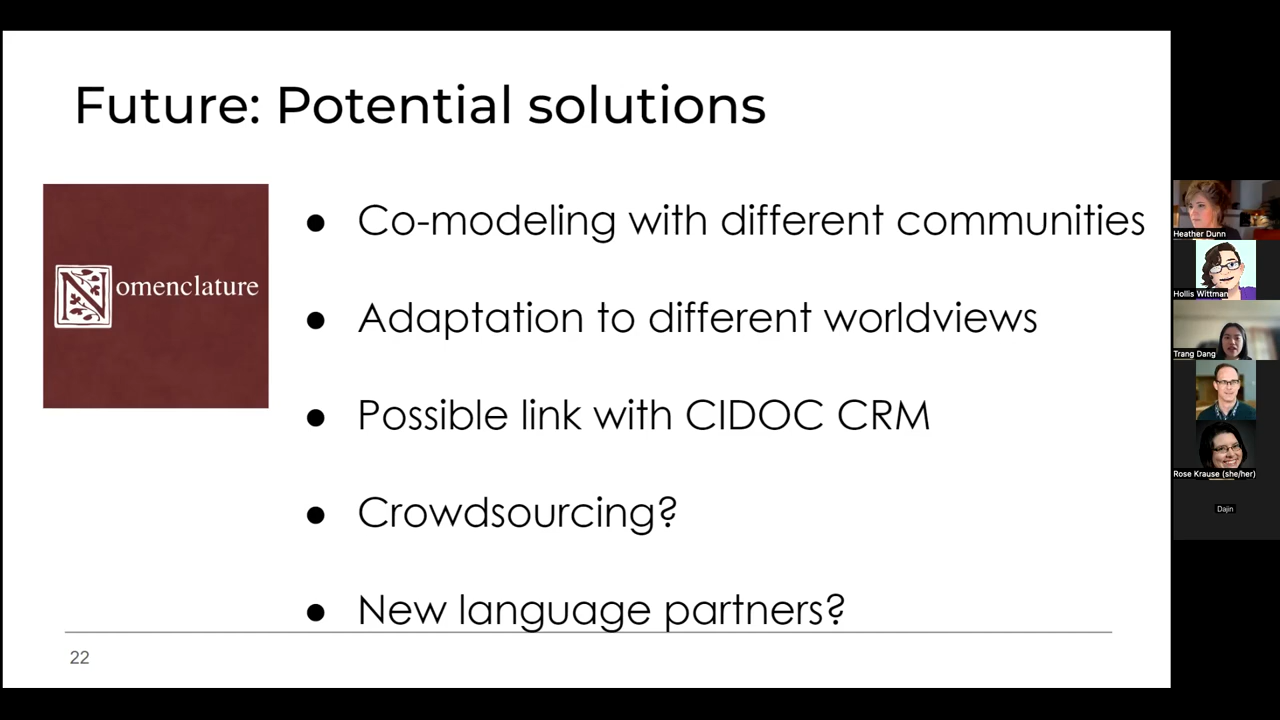 Future: Potential solutions
Nomenclature
● Co-modeling with different communities
● Adaptation to different worldviews
● Possible link with CIDOC CRM
● Crowdsourcing?
● New language partners?
22
Heather Dunn
Hollis Wittman
Trang Dang
Rose Krause (she/her)
Dajin